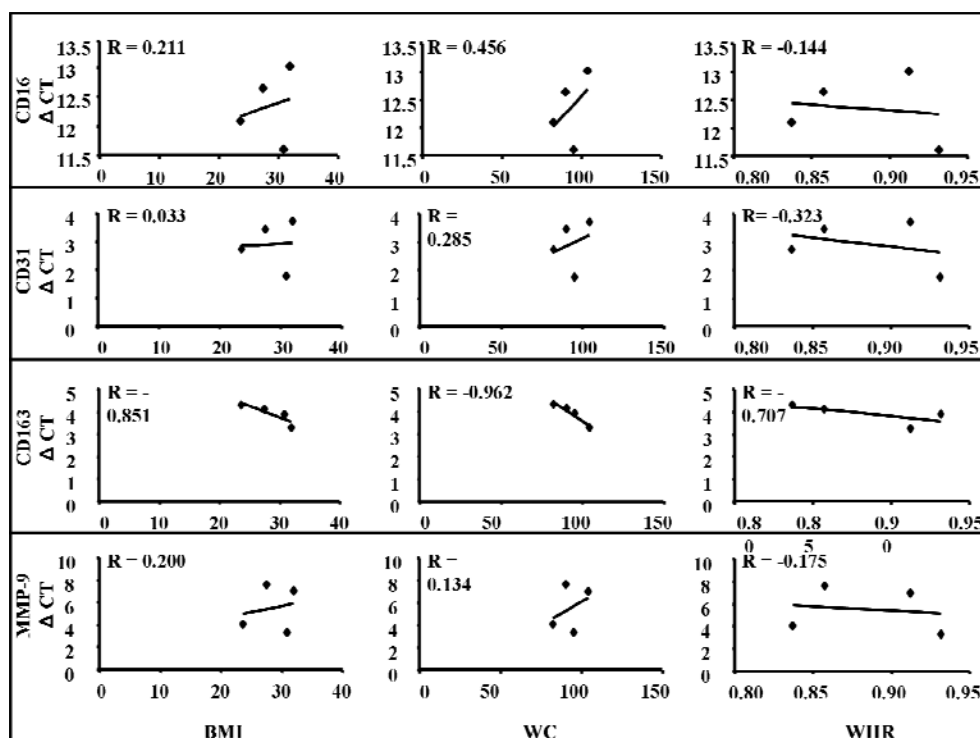 CD16
Δ CT
13.5
13
12.5
12
11.5
R = 0.211
0 10 20 30 40
13.5
13
12.5
12
11.5
R = 0.456
0 50 100 150
13.5
13
12.5
12
11.5
R = -0.144
0,80 0,85 0,90 0,95
CD31
Δ CT
4
3
2
1
0
R = 0,033
0 10 20 30 40
4
3
2
1
0
R =
0.285
0 50 100 150
4
3
2
1
0
R= -0,323
0,80 0,85 0,90 0,95
CD163
Δ CT
5
4
3
2
1
0
R = -
0,851
0 10 20 30 40
5
4
3
2
1
0
R = -0.962
0 50 100 150
5
4
3
2
1
0
R = -
0,707
0,8 0,8 0,9 0,95
0 5 0
MMP-9
Δ CT
10
8
6
4
2
0
R = 0.200
0 10 20 30 40
10
8
6
4
2
0
R =
0.134
0 50 100 150
10
8
6
4
2
0
R = -0.175
0,80 0,85 0,90 0,95
BMI WC WHR